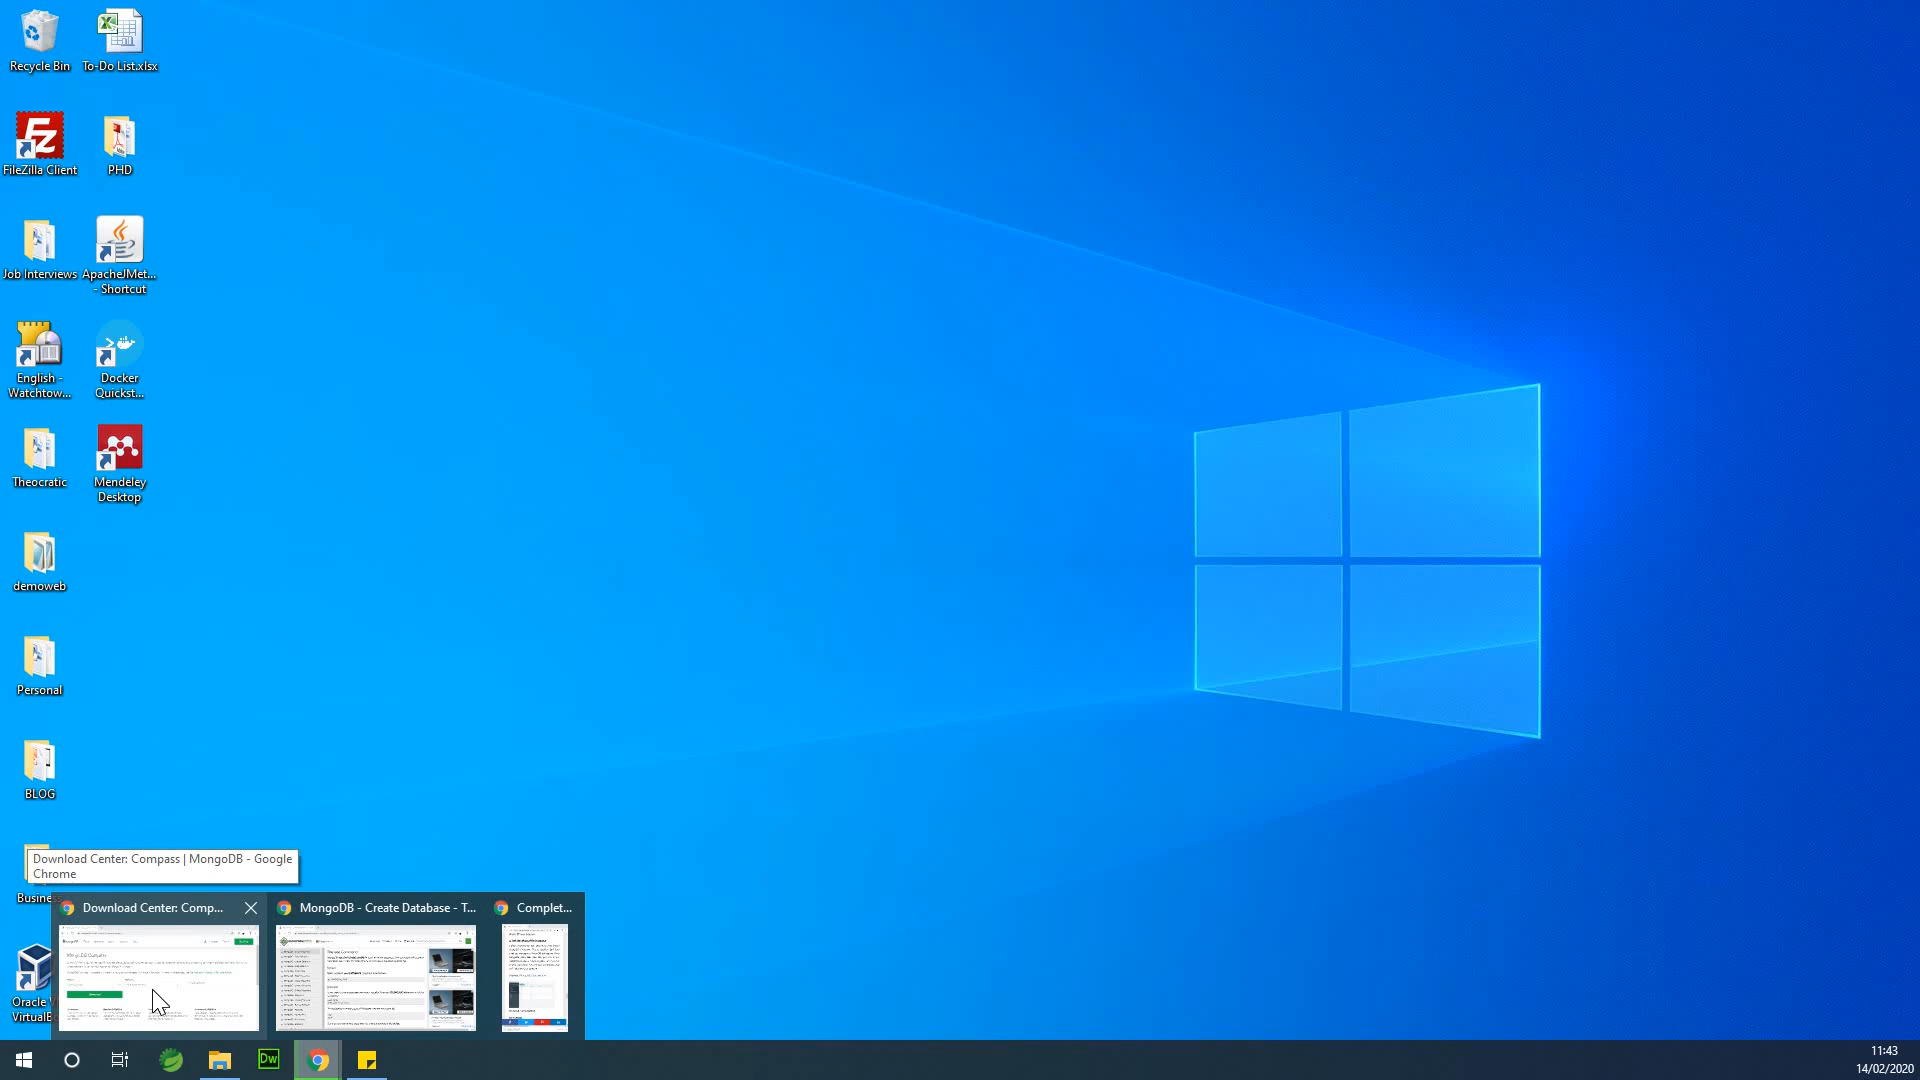 Recycle Bin
To-Do List.xlsx
FileZilla Client
PHD
Job Interviews
ApacheJMet...
- Shortcut
English -
Watchtow...
Docker
Quickst...
Theocratic
Mendeley
Desktop
demoweb
Personal
BLOG
Download Center: Compass | MongoDB - Google
Chrome
Download Center: Comp...
MongoDB - Create Database - T...
Complet...
Oracle
Dw
11:43
14/02/2020